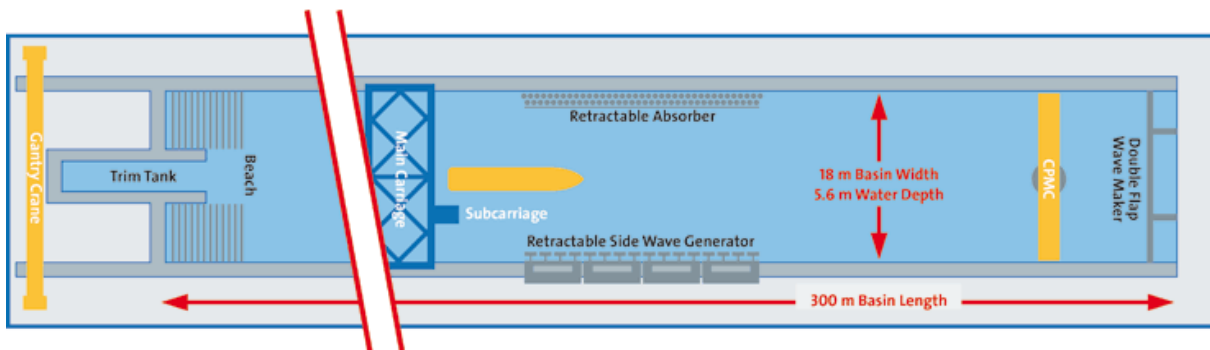 Gantry Crane
Trim Tank
Beach
Main Carriage
Subcarriage
Retractable Absorber
Retractable Side Wave Generator
18 m Basin Width
5.6 m Water Depth
CPMC
Double Flap
Wave Maker
300 m Basin Length